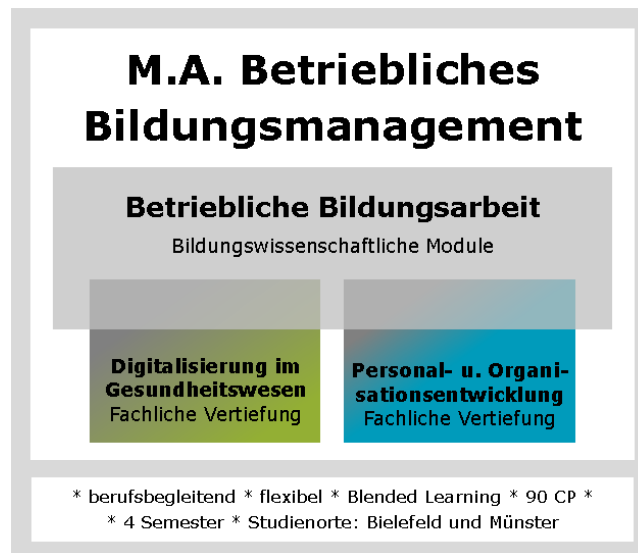 M.A. Betriebliches
Bildungsmanagement
Betriebliche Bildungsarbeit
Bildungswissenschaftliche Module
Digitalisierung im
Gesundheitswesen
Fachliche Vertiefung
Personal- u. Organi-
sationsentwicklung
Fachliche Vertiefung
* berufsbegleitend * flexibel * Blended Learning * 90 CP *
* 4 Semester * Studienorte: Bielefeld und Münster